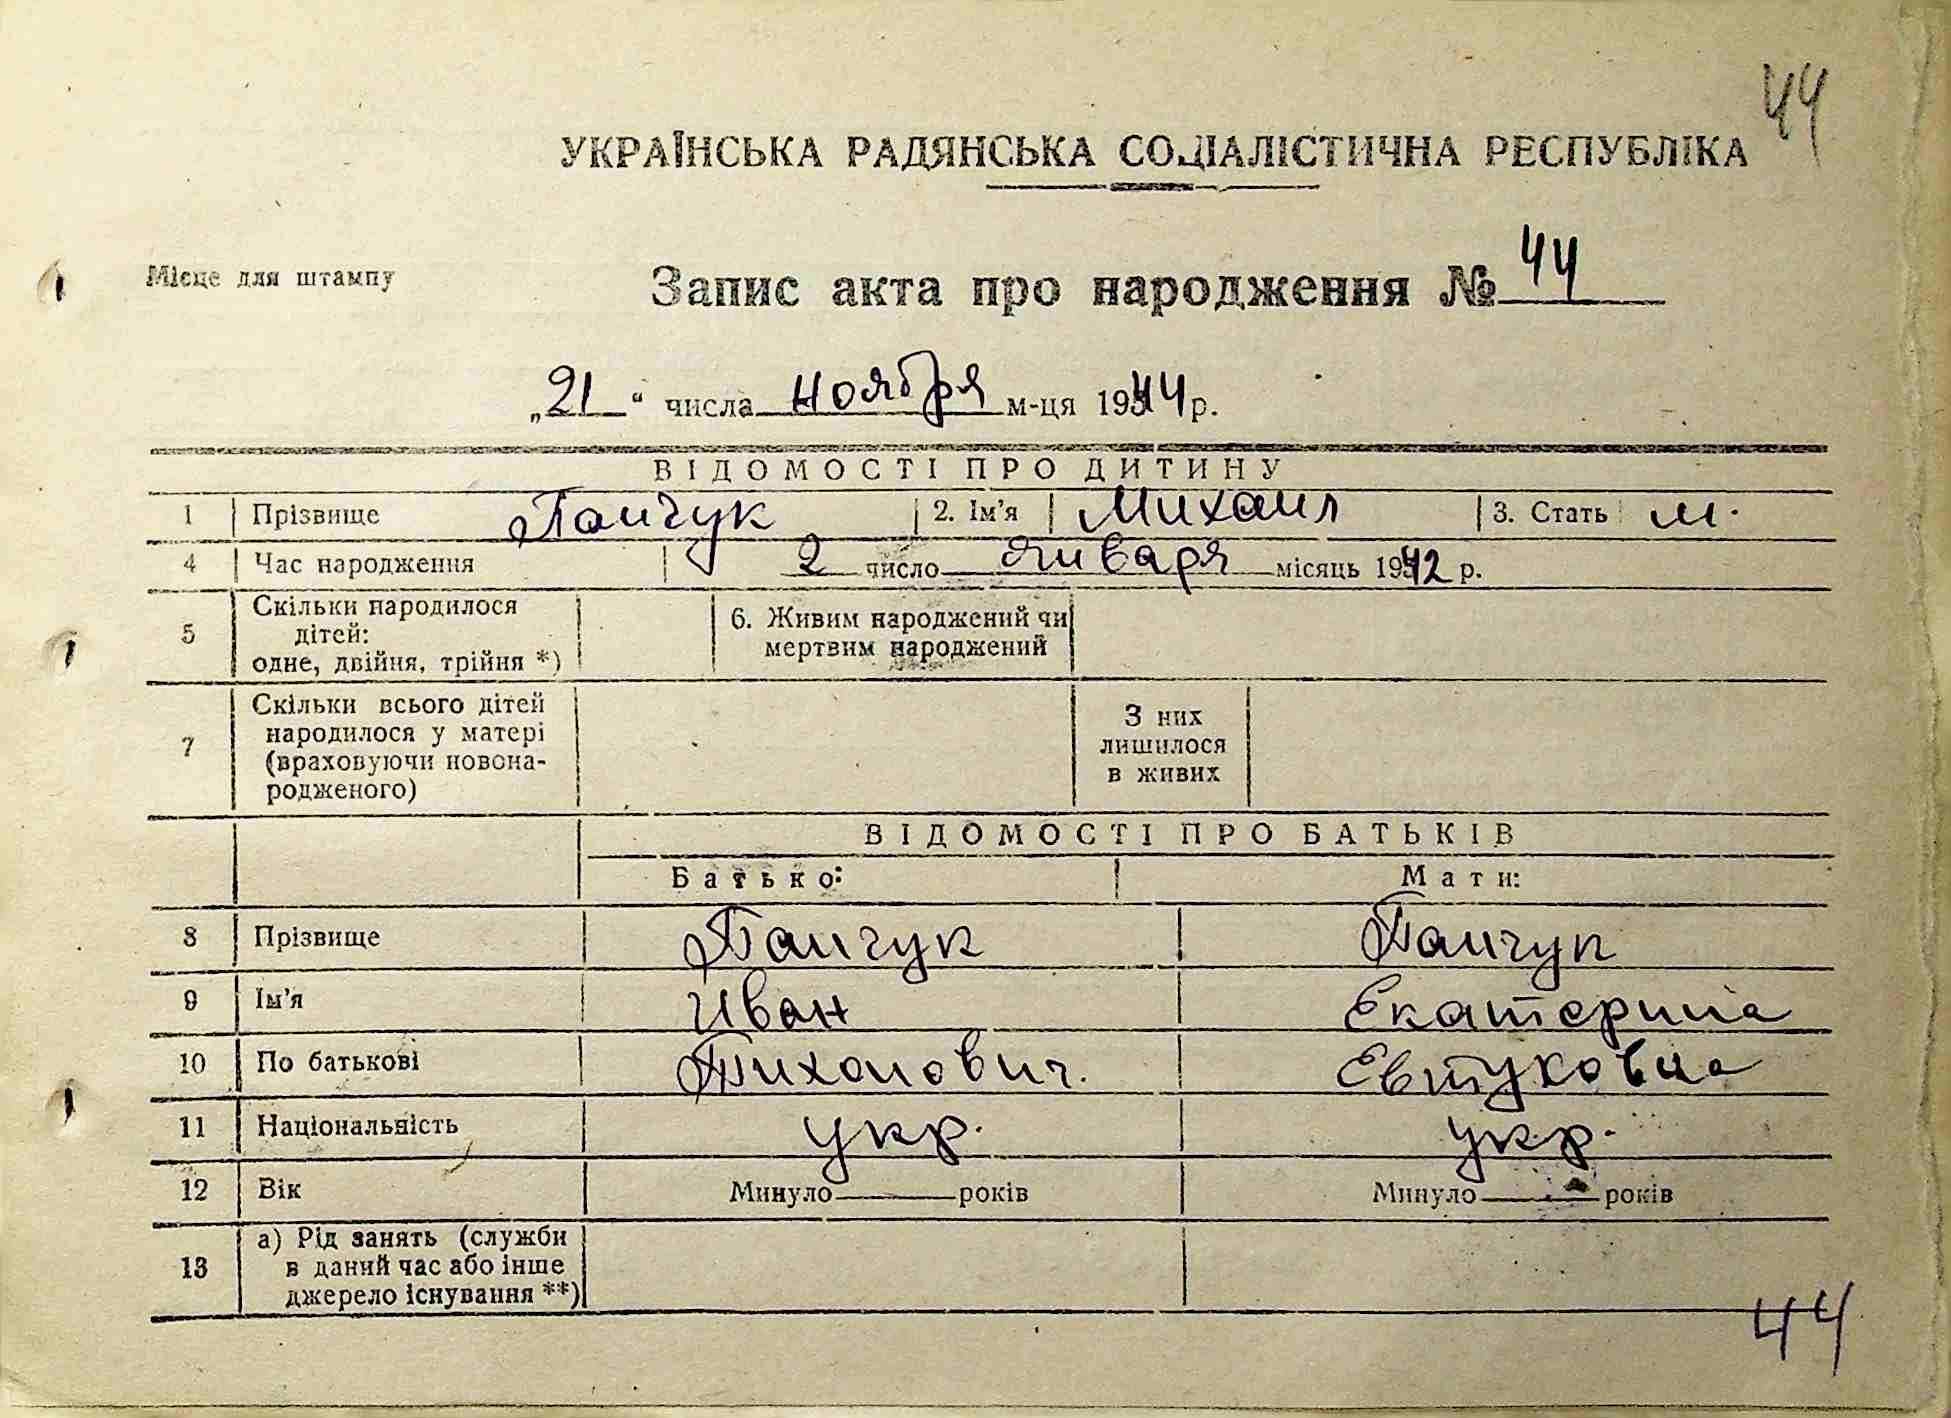 44
УКРАЇНСЬКА РАДЯНСЬКА СОЦІАЛІСТИЧНА РЕСПУБЛІКА
Місце для штампу
Запис акта про народження № 44
„21“ числа ноября м-ця 1944 р.
ВІДОМОСТІ ПРО ДИТИНУ
1 Прізвище Панчук 2. Ім'я Михаил 3. Стать м.
4 Час народження 2 число января місяць 1942 р.
5 Скільки народилося дітей: одне, двійня, трійня *) 6. Живим народжений чи мертвим народжений
7 Скільки всього дітей народилося у матері (враховуючи новона-родженого) З них лишилося в живих
ВІДОМОСТІ ПРО БАТЬКІВ
Батько: Мати:
8 Прізвище Панчук Панчук
9 Ім'я Иван Екатерина
10 По батькові Тихонович. Евтуховна
11 Національність укр. укр.
12 Вік Минуло років Минуло років
13 а) Рід занять (служби в даний час або інше джерело існування **)
44